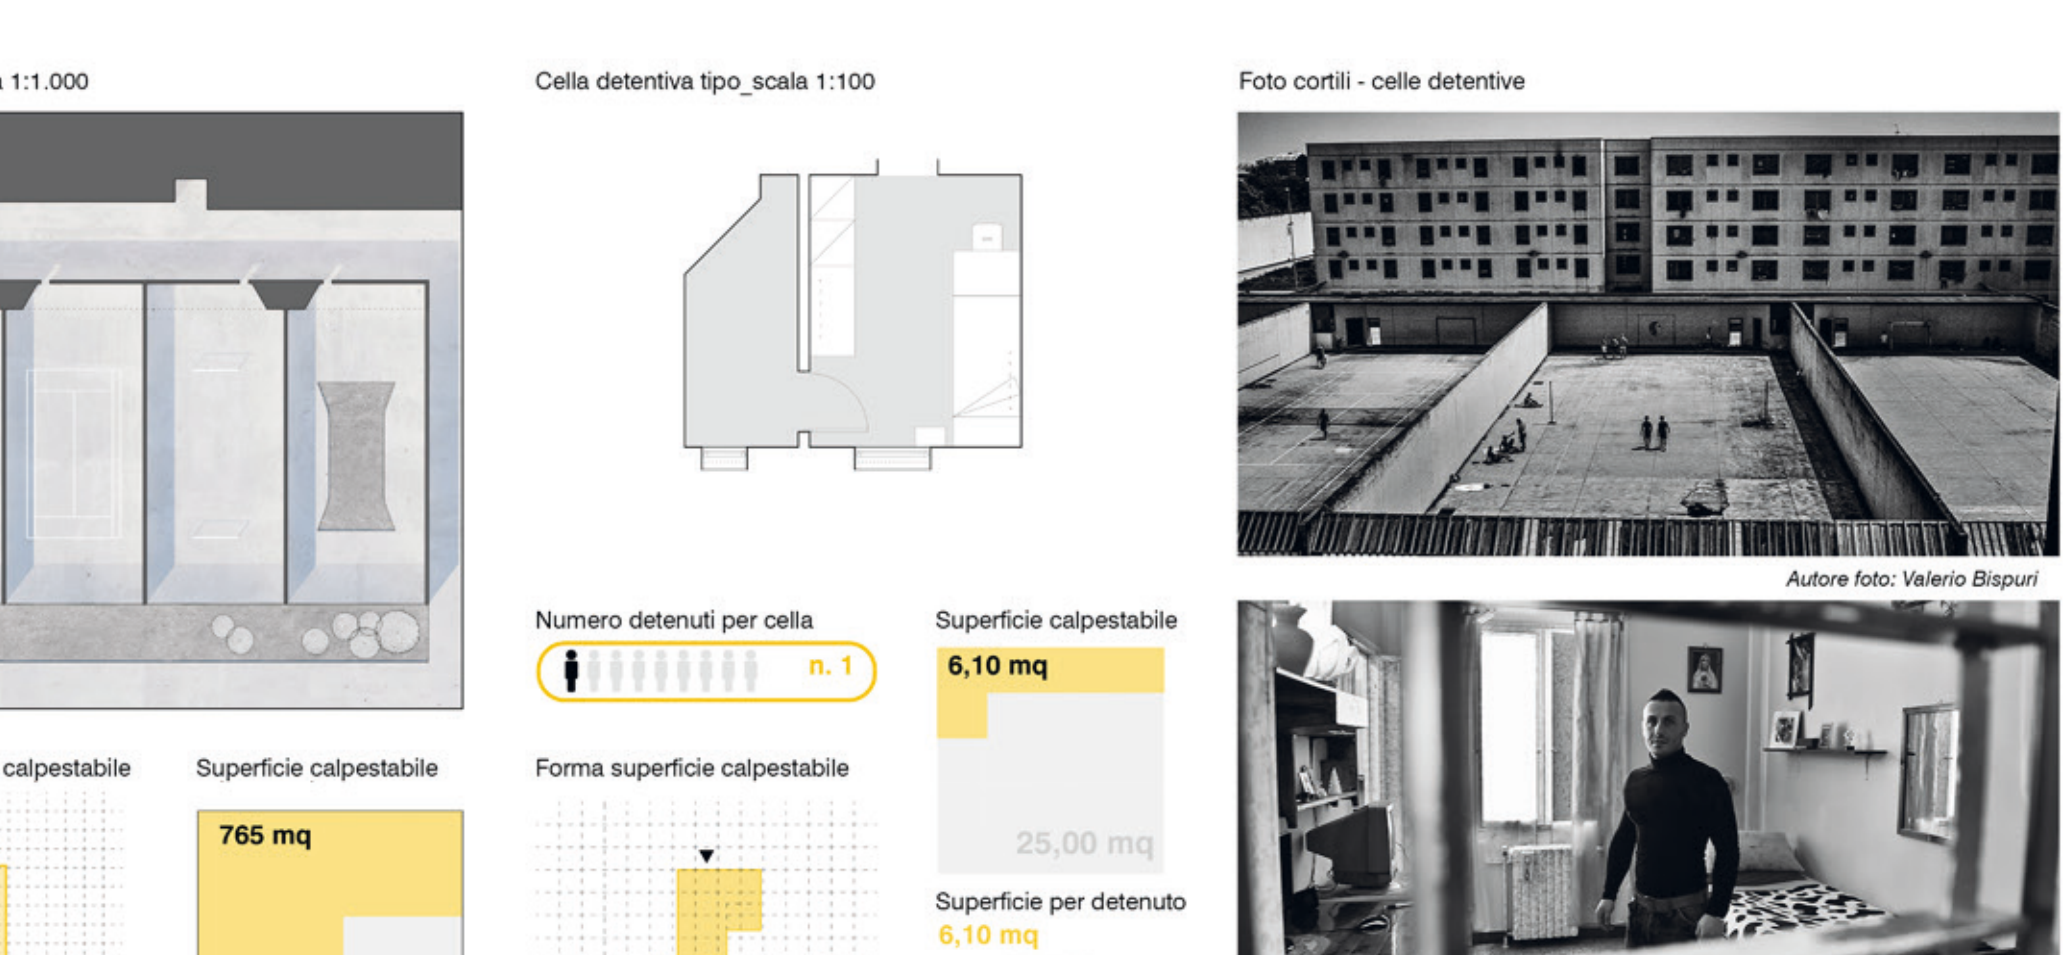 1:1.000
Cella detentiva tipo_scala 1:100
Foto cortili - celle detentive
Autore foto: Valerio Bispuri
Numero detenuti per cella
n. 1
Superficie calpestabile
6,10 mq
25,00 mq
Superficie per detenuto
6,10 mq
calpestabile
Superficie calpestabile
765 mq
Forma superficie calpestabile